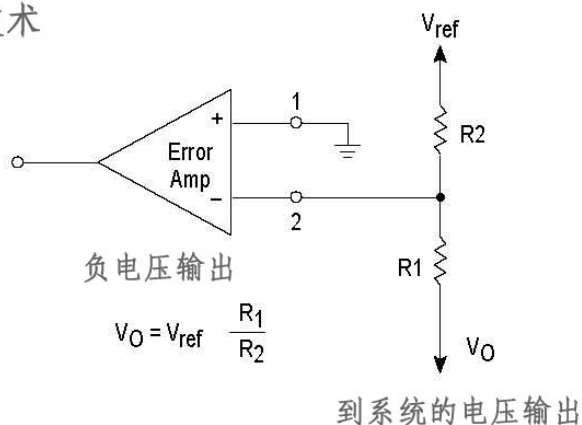 术
Vref
1
+
R2
Error
Amp
−
2
负电压输出
R1
VO = Vref R1/R2
VO
到系统的电压输出